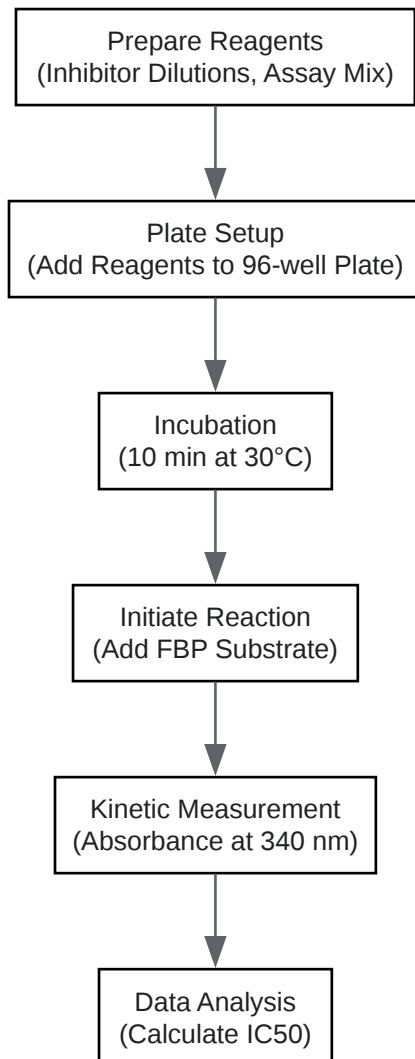 Prepare Reagents
(Inhibitor Dilutions, Assay Mix)
Plate Setup
(Add Reagents to 96-well Plate)
Incubation
(10 min at 30°C)
Initiate Reaction
(Add FBP Substrate)
Kinetic Measurement
(Absorbance at 340 nm)
Data Analysis
(Calculate IC50)